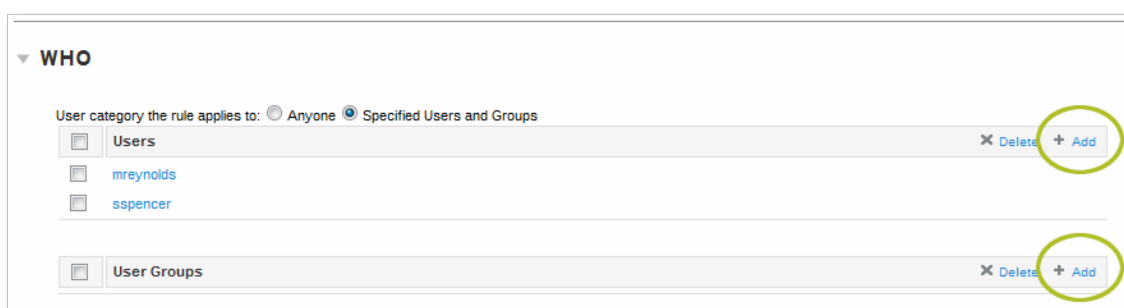 WHO
User category the rule applies to: Anyone Specified Users and Groups
Users Delete Add
mreynolds
sspencer
User Groups Delete Add